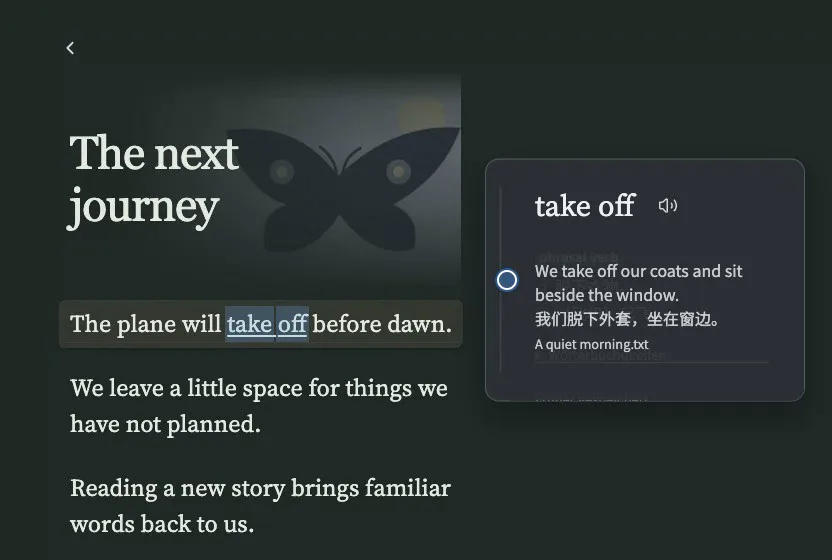 The next
journey
The plane will take off before dawn.
We leave a little space for things we
have not planned.
Reading a new story brings familiar
words back to us.
take off
We take off our coats and sit
beside the window.
我们脱下外套，坐在窗边。
A quiet morning.txt